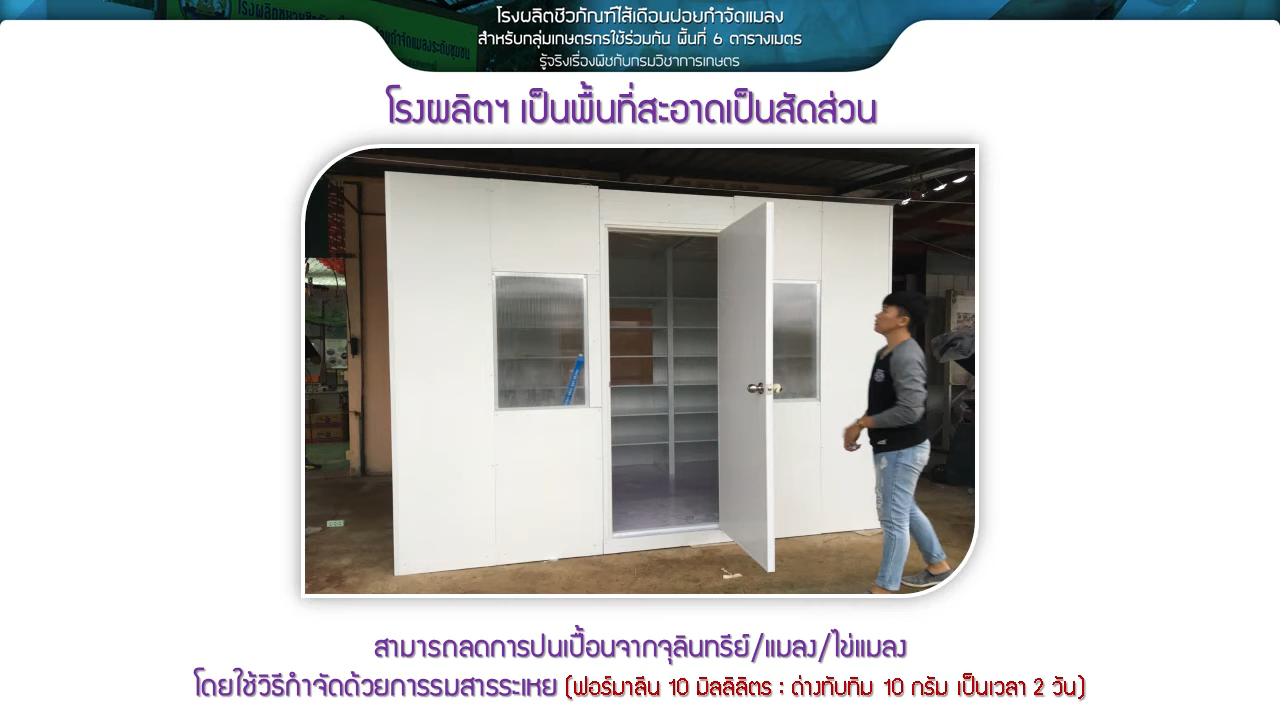 โรงผลิตชีวภัณฑ์ไส้เดือนฝอยกำจัดแมลง
สำหรับกลุ่มเกษตรกรใช้ร่วมกัน พื้นที่ 6 ตารางเมตร
รู้จริงเรื่องพืชกับกรมวิชาการเกษตร
โรงผลิตฯ เป็นพื้นที่สะอาดเป็นสัดส่วน
สามารถลดการปนเปื้อนจากจุลินทรีย์/แมลง/ไข่แมลง
โดยใช้วิธีกำจัดด้วยการรมสารระเหย (ฟอร์มาลีน 10 มิลลิลิตร : ด่างทับทิม 10 กรัม เป็นเวลา 2 วัน)